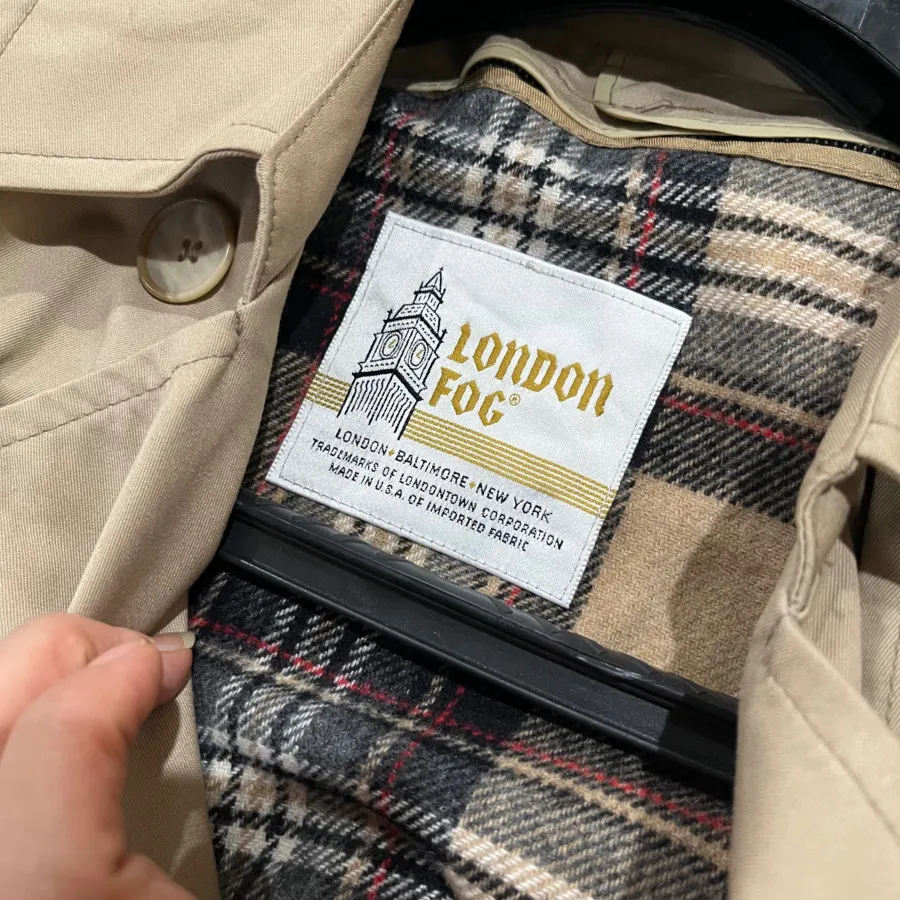 LONDON
FOG®
LONDON • BALTIMORE • NEW YORK
TRADEMARKS OF LONDONTOWN CORPORATION
MADE IN U.S.A. OF IMPORTED FABRIC